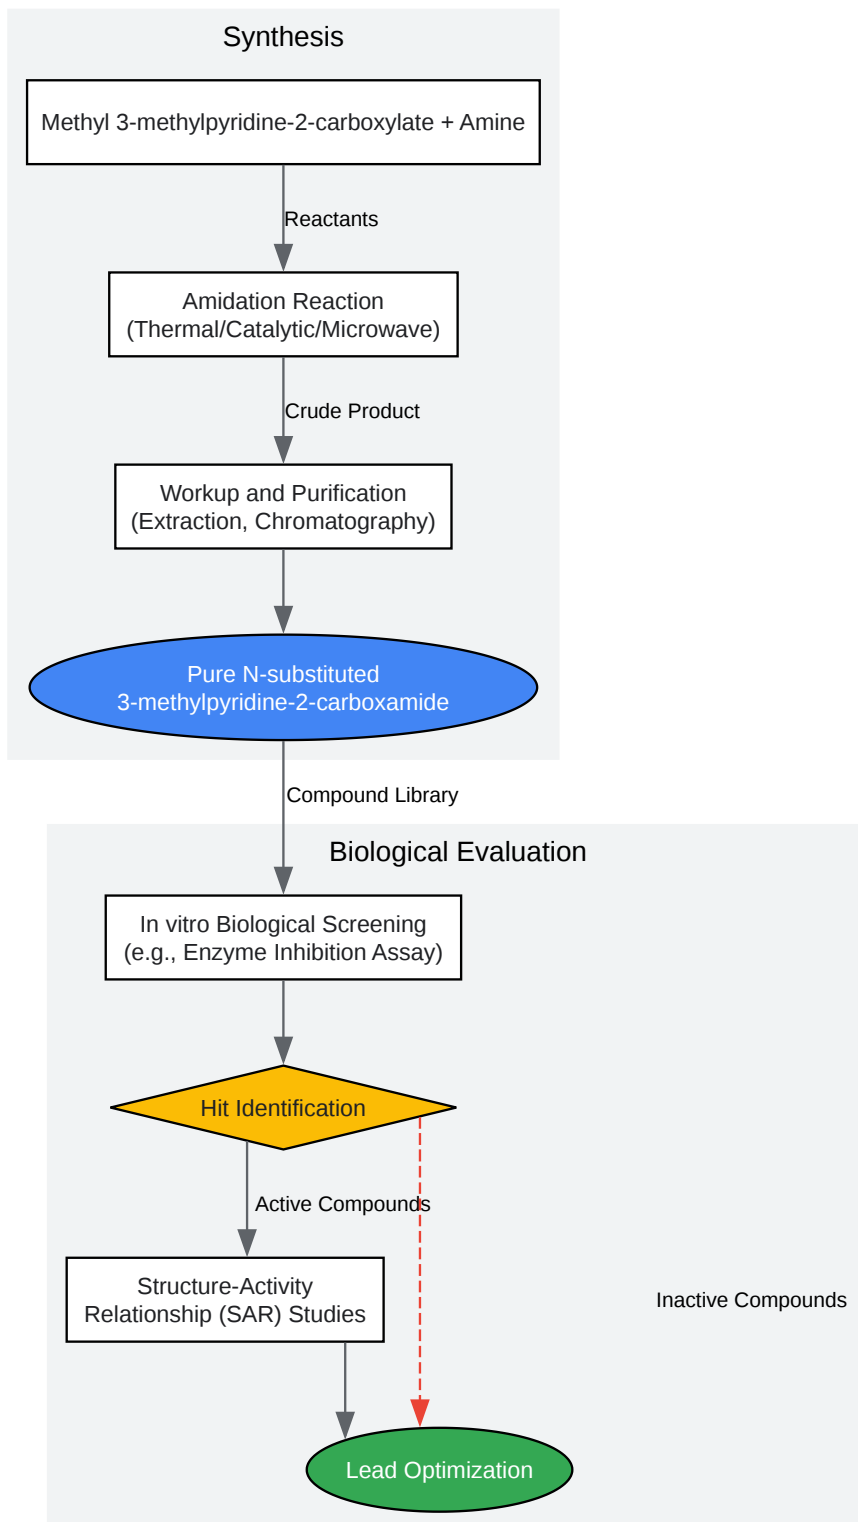 Synthesis
Methyl 3-methylpyridine-2-carboxylate + Amine
Reactants
Amidation Reaction
(Thermal/Catalytic/Microwave)
Crude Product
Workup and Purification
(Extraction, Chromatography)
Pure N-substituted
3-methylpyridine-2-carboxamide
Compound Library
Biological Evaluation
In vitro Biological Screening
(e.g., Enzyme Inhibition Assay)
Hit Identification
Active Compounds
Structure-Activity
Relationship (SAR) Studies
Inactive Compounds
Lead Optimization